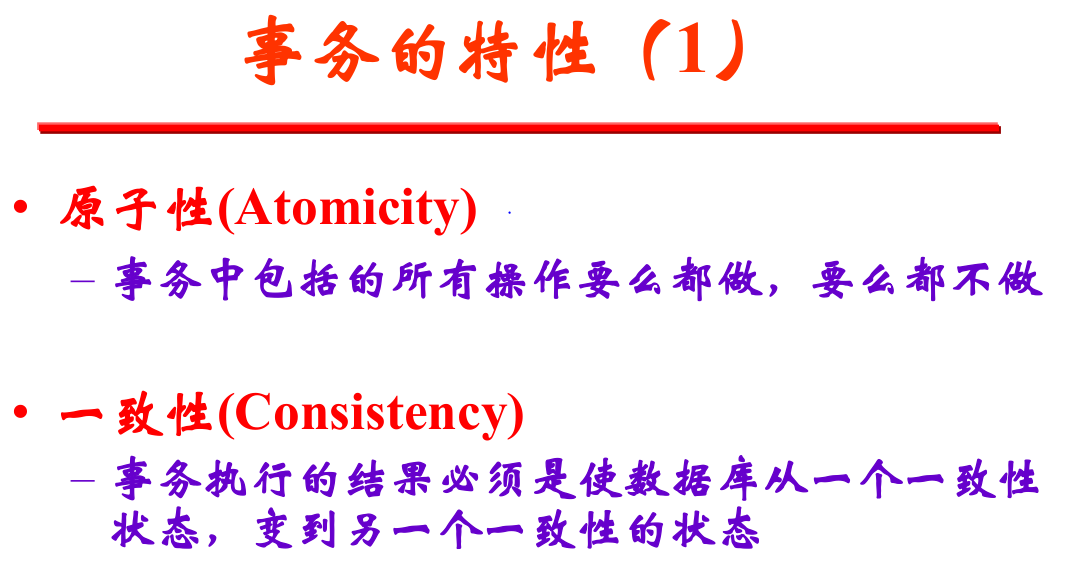 事务的特性（1）
• 原子性(Atomicity)
– 事务中包括的所有操作要么都做，要么都不做
• 一致性(Consistency)
– 事务执行的结果必须是使数据库从一个一致性
状态，变到另一个一致性的状态